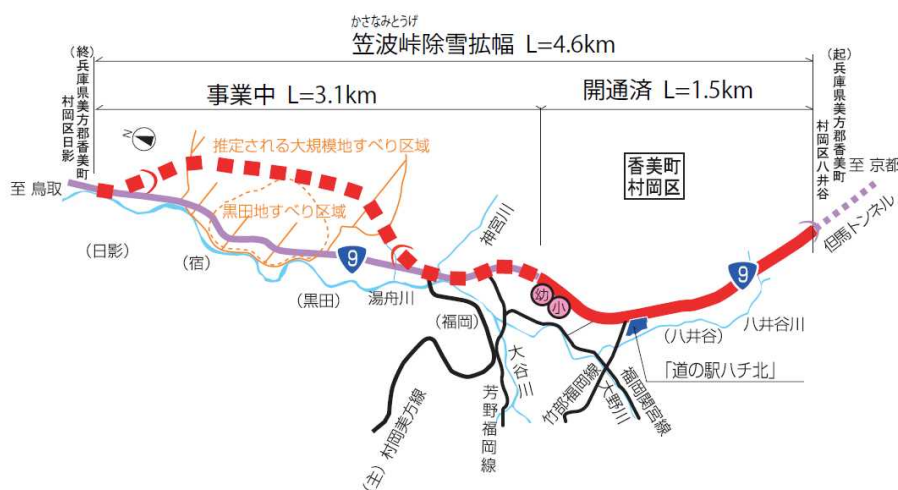 かさなみとうげ
笠波峠除雪拡幅 L=4.6km
事業中 L=3.1km
開通済 L=1.5km
(終)兵庫県美方郡香美町
村岡区日影
(起)兵庫県美方郡香美町
村岡区八井谷
N
推定される大規模地すべり区域
香美町
村岡区
至 鳥取
至 京都
但馬トンネル
黒田地すべり区域
神宮川
(日影)
(宿)
9
9
(黒田)
湯舟川
(福岡)
幼
小
(八井谷)
八井谷川
「道の駅ハチ北」
大谷川
(主)村岡美方線
芳野福岡線
竹部福岡線
大野川
福岡関宮線